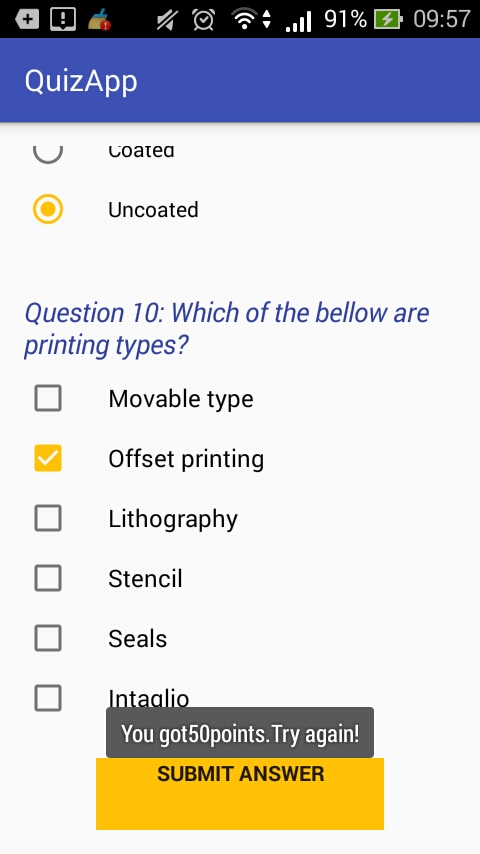 91% 09:57
QuizApp
Coated
Uncoated
Question 10: Which of the bellow are
printing types?
Movable type
Offset printing
Lithography
Stencil
Seals
Intaglio
You got50points.Try again!
SUBMIT ANSWER